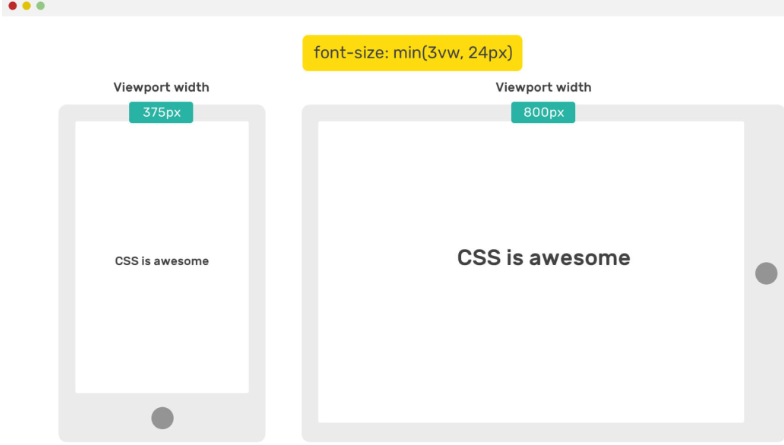 font-size: min(3vw, 24px)
Viewport width
375px
CSS is awesome
Viewport width
800px
CSS is awesome